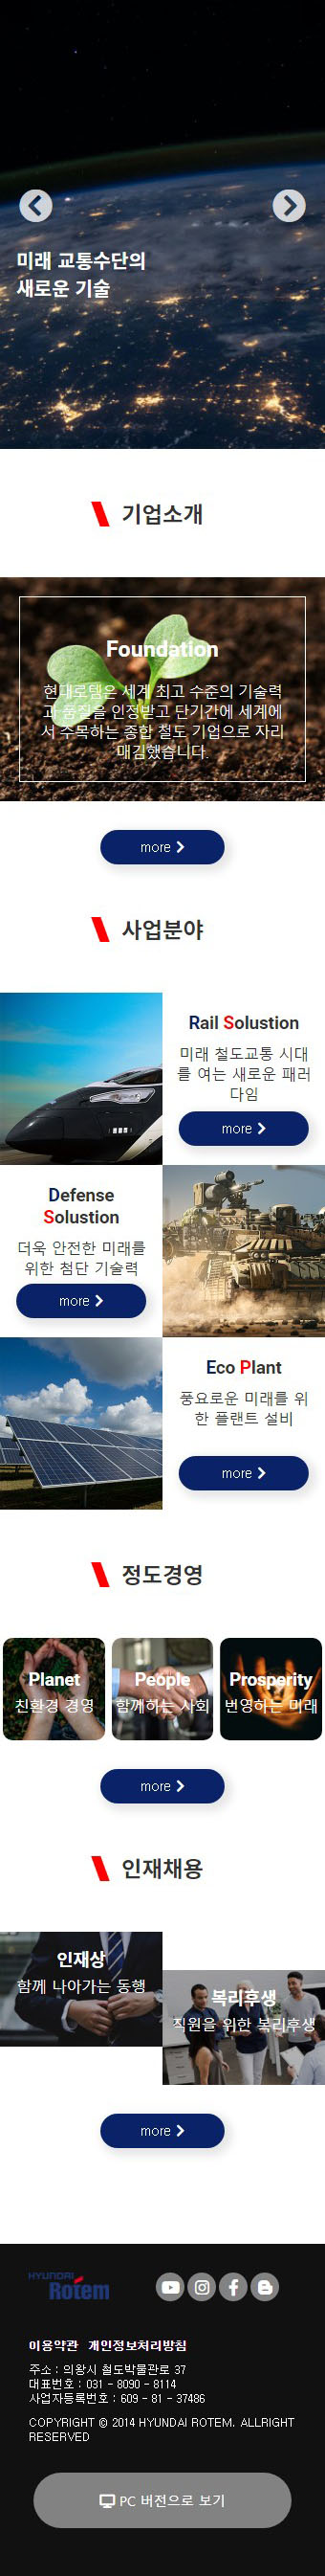 미래 교통수단의
새로운 기술
기업소개
Foundation
현대로템은 세계 최고 수준의 기술력
과 품질을 인정받고 단기간에 세계에
서 주목하는 종합 철도 기업으로 자리
매김했습니다.
more
사업분야
Rail Solustion
미래 철도교통 시대
를 여는 새로운 패러
다임
more
Defense
Solustion
더욱 안전한 미래를
위한 첨단 기술력
more
Eco Plant
풍요로운 미래를 위
한 플랜트 설비
more
정도경영
Planet
친환경 경영
People
함께하는 사회
Prosperity
번영하는 미래
more
인재채용
인재상
함께 나아가는 동행
복리후생
직원을 위한 복리후생
more
HYUNDAI
Rotem
이용약관 개인정보처리방침
주소 : 의왕시 철도박물관로 37
대표번호 : 031 - 8090 - 8114
사업자등록번호 : 609 - 81 - 37486
COPYRIGHT © 2014 HYUNDAI ROTEM. ALLRIGHT
RESERVED
PC 버전으로 보기